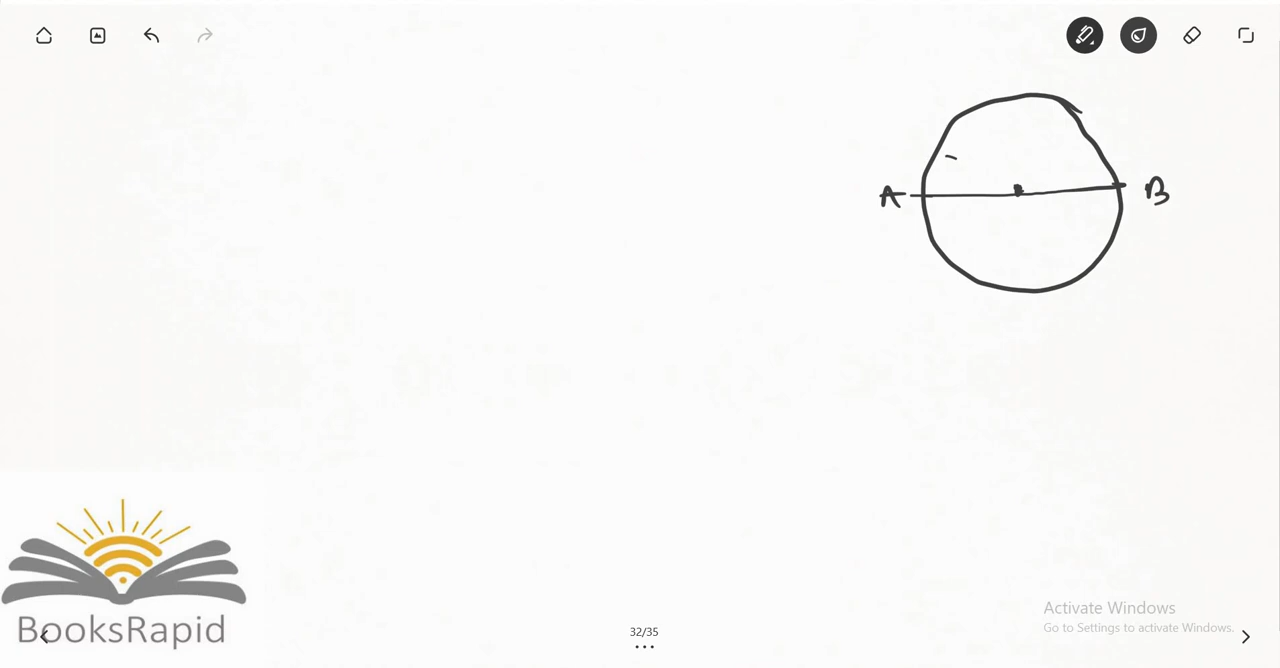 A B
BooksRapid
32/35
Activate Windows
Go to Settings to activate Windows.